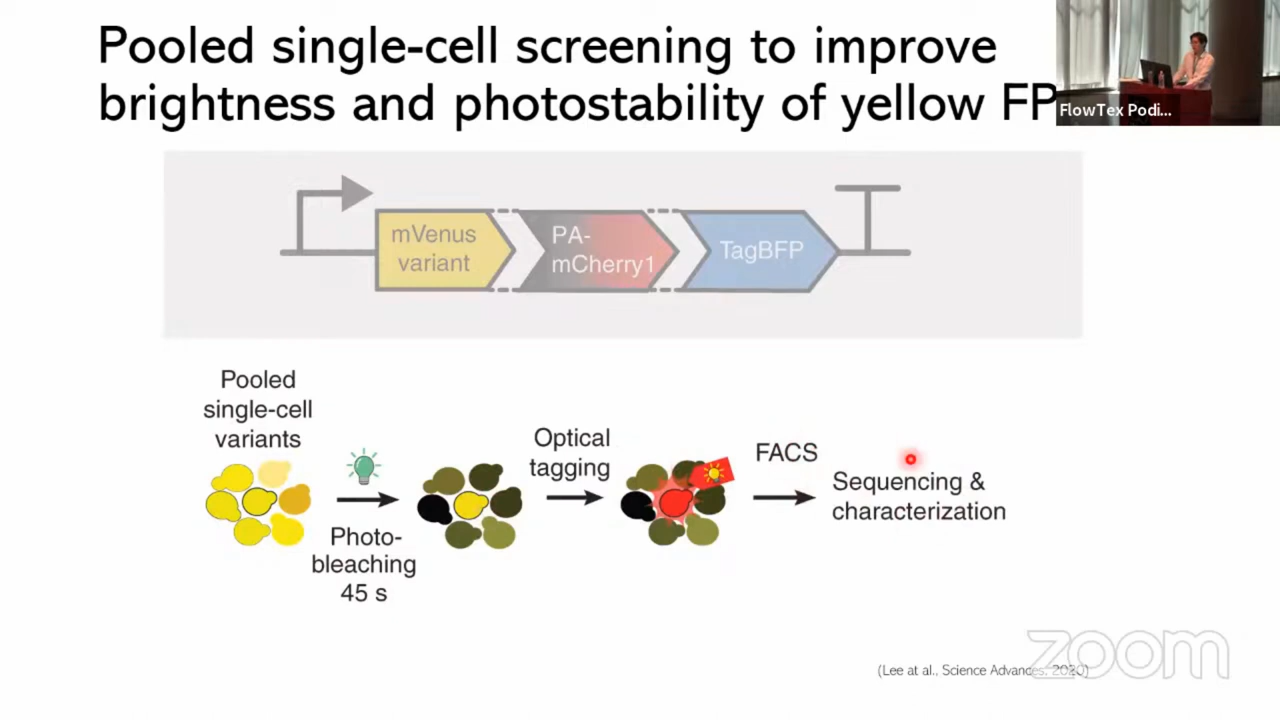 Pooled single-cell screening to improve
brightness and photostability of yellow FP
FlowTex Podi...
mVenus
variant
PA-
mCherry1
TagBFP
Pooled
single-cell
variants
Photo-
bleaching
45 s
Optical
tagging
FACS
Sequencing &
characterization
zoom
(Lee at al., Science Advances, 2020)